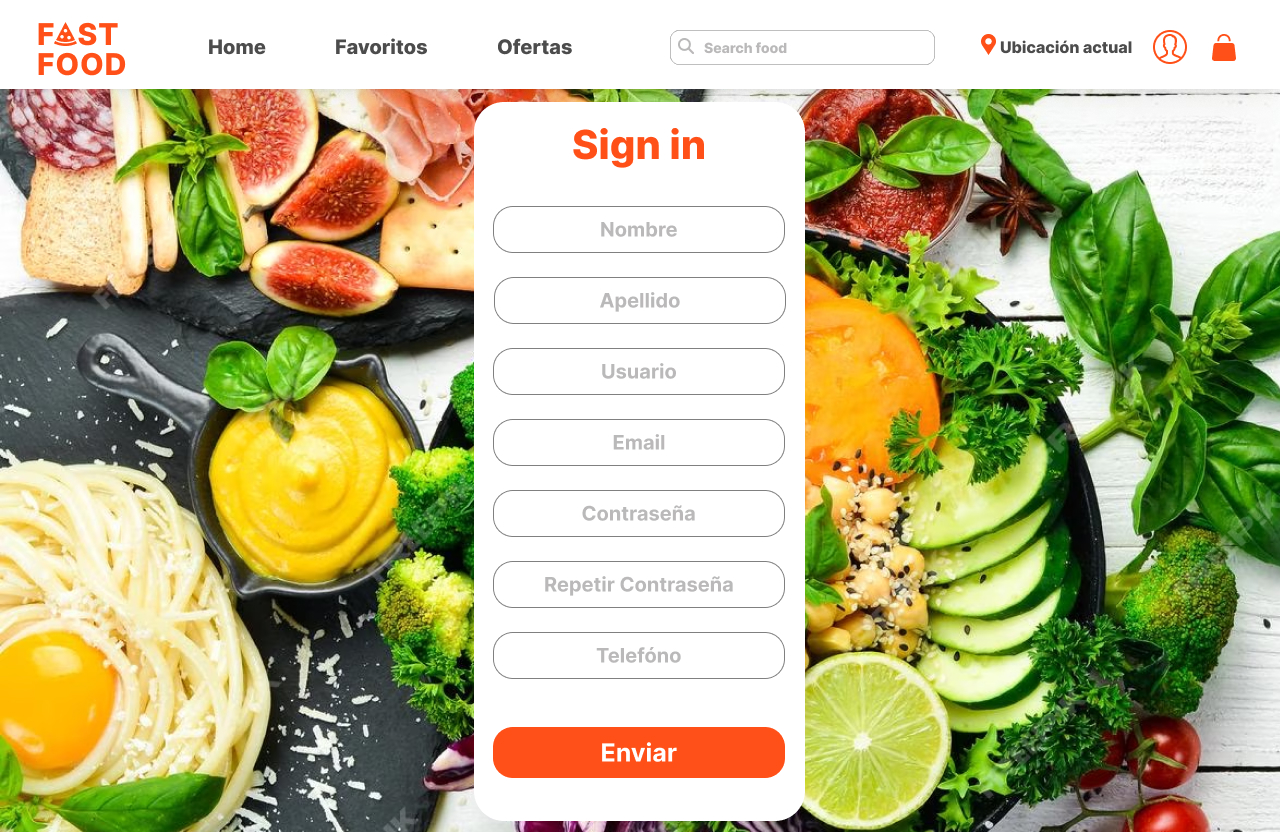 FAST
FOOD
Home
Favoritos
Ofertas
Search food
Ubicación actual
Sign in
Nombre
Apellido
Usuario
Email
Contraseña
Repetir Contraseña
Telefóno
Enviar